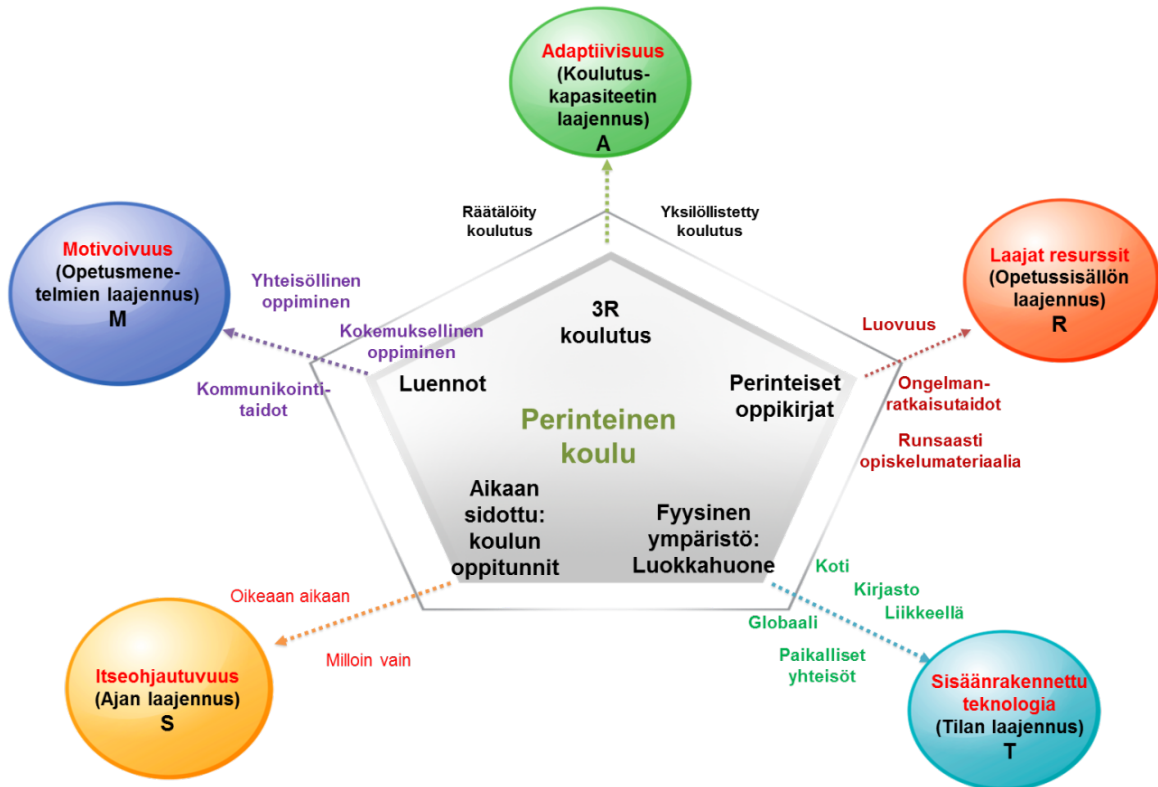 Adaptiivisuus
(Koulutus-
kapasiteetin
laajennus)
A
Räätälöity
koulutus
Yksilöllistetty
koulutus
Motivoivuus
(Opetusmene-
telmien laajennus)
M
Yhteisöllinen
oppiminen
Kokemuksellinen
oppiminen
Kommunikointi-
taidot
Laajat resurssit
(Opetussisällön
laajennus)
R
Luovuus
Ongelman-
ratkaisutaidot
Runsaasti
opiskelumateriaalia
3R
koulutus
Luennot
Perinteiset
oppikirjat
Perinteinen
koulu
Aikaan
sidottu:
koulun
oppitunnit
Fyysinen
ympäristö:
Luokkahuone
Oikeaan aikaan
Milloin vain
Itseohjautuvuus
(Ajan laajennus)
S
Koti
Kirjasto
Liikkeellä
Globaali
Paikalliset
yhteisöt
Sisäänrakennettu
teknologia
(Tilan laajennus)
T